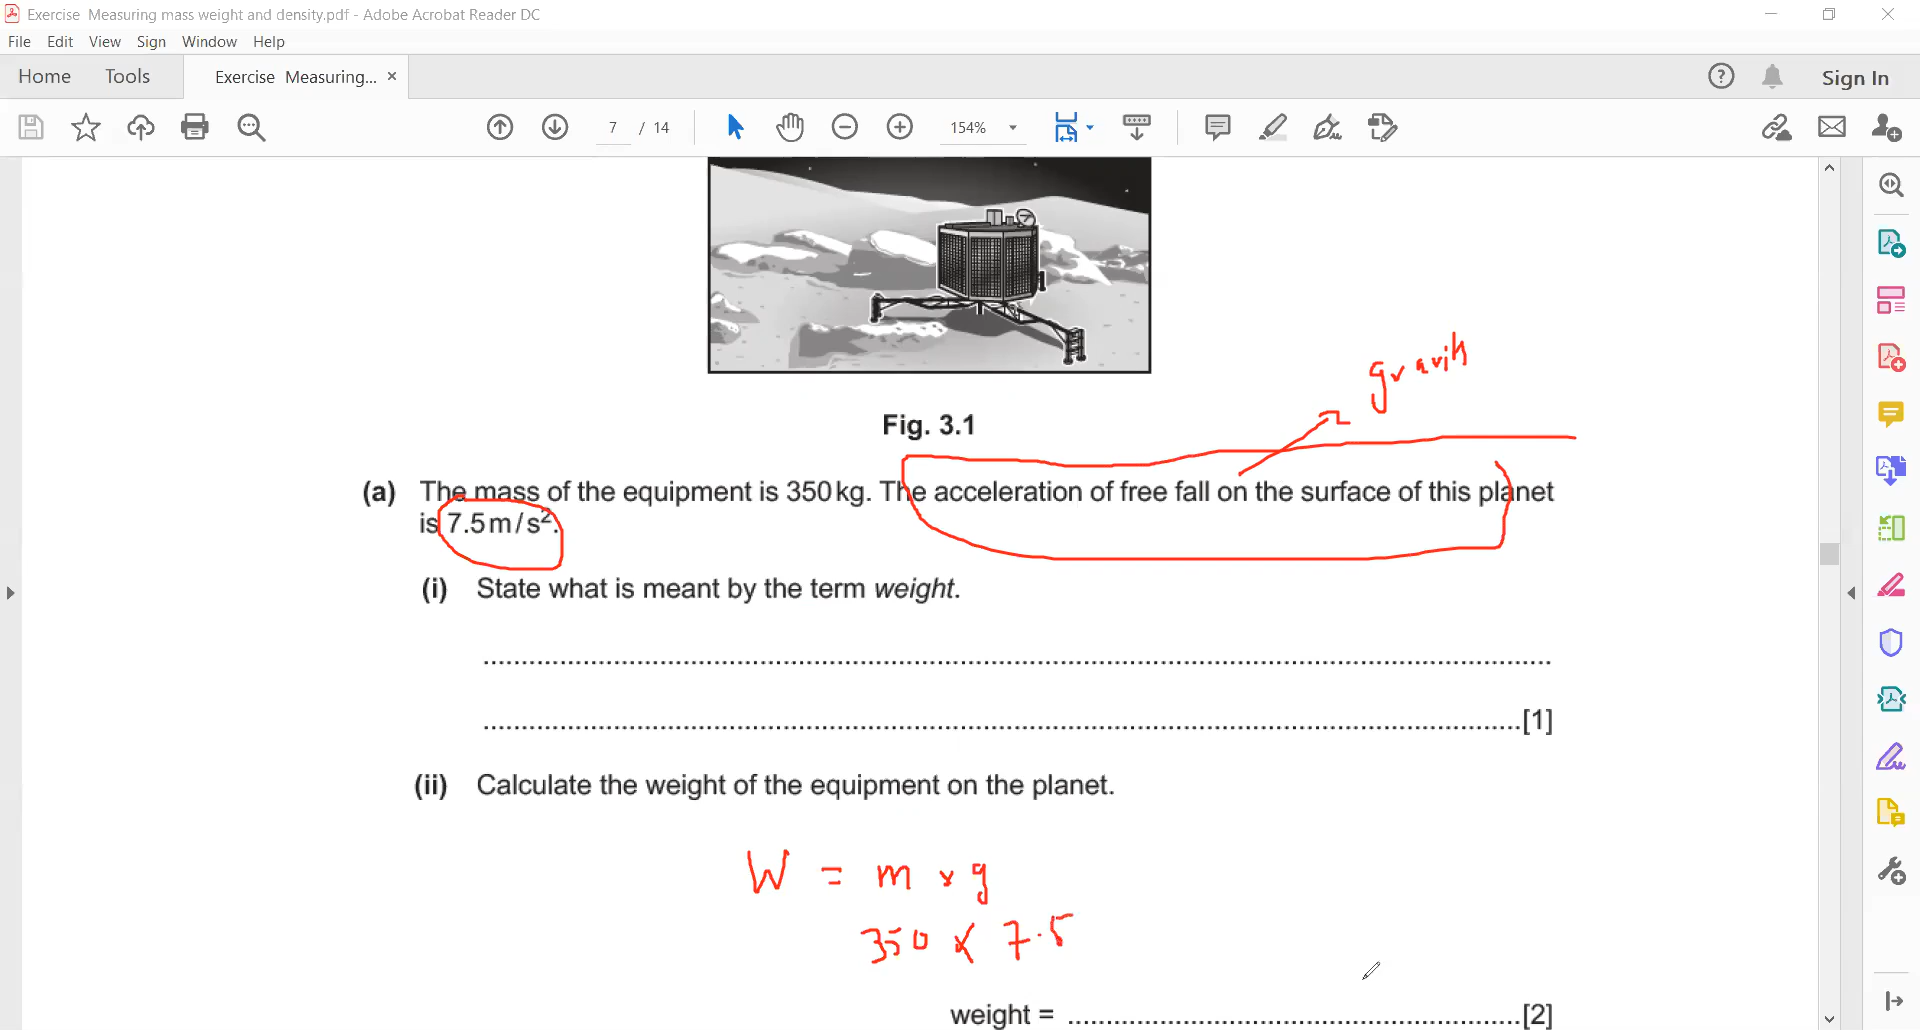 Exercise Measuring mass weight and density.pdf - Adobe Acrobat Reader DC
File Edit View Sign Window Help
Home Tools Exercise Measuring... × Sign In
7 / 14 154%
gravity
Fig. 3.1
(a) The mass of the equipment is 350 kg. The acceleration of free fall on the surface of this planet
is 7.5 m / s².
(i) State what is meant by the term weight.
..........................................................................................................................................
......................................................................................................................................[1]
(ii) Calculate the weight of the equipment on the planet.
W = m × g
350 × 7.5
weight = ...........................................................[2]